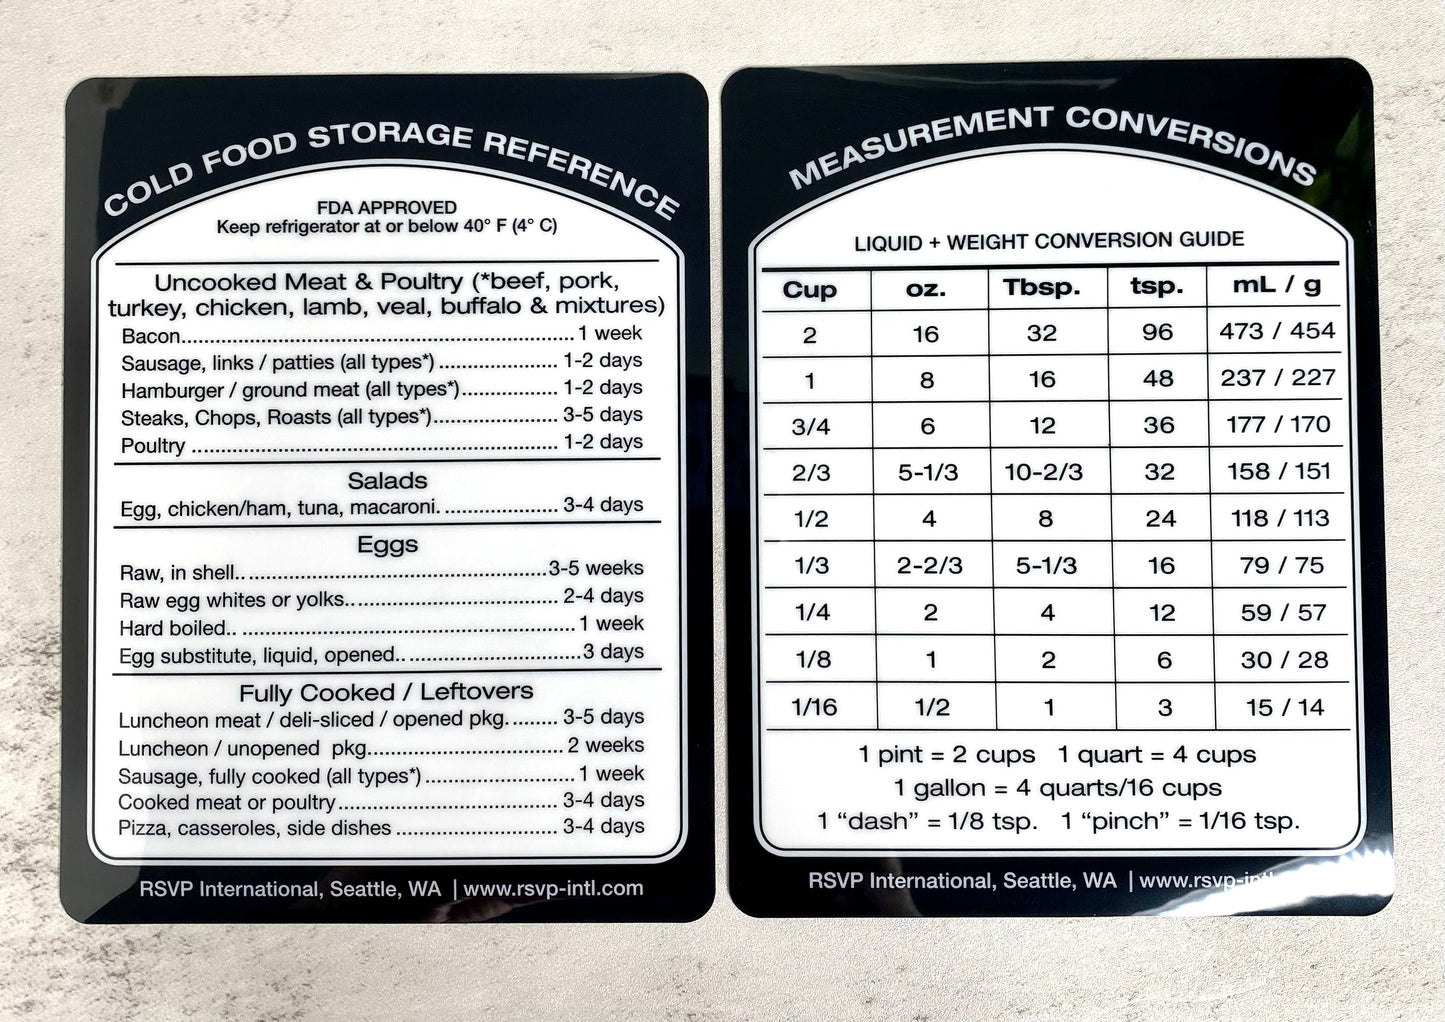 COLD FOOD STORAGE REFERENCE
FDA APPROVED
Keep refrigerator at or below 40° F (4° C)
Uncooked Meat & Poultry (*beef, pork,
turkey, chicken, lamb, veal, buffalo & mixtures)
Bacon........................................................... 1 week
Sausage, links / patties (all types*) .................. 1-2 days
Hamburger / ground meat (all types*)............... 1-2 days
Steaks, Chops, Roasts (all types*)................... 3-5 days
Poultry ........................................................ 1-2 days
Salads
Egg, chicken/ham, tuna, macaroni. .................. 3-4 days
Eggs
Raw, in shell.. .............................................3-5 weeks
Raw egg whites or yolks.. ............................... 2-4 days
Hard boiled.. .................................................. 1 week
Egg substitute, liquid, opened.. .........................3 days
Fully Cooked / Leftovers
Luncheon meat / deli-sliced / opened pkg........ 3-5 days
Luncheon / unopened pkg............................. 2 weeks
Sausage, fully cooked (all types*) ...................... 1 week
Cooked meat or poultry.................................. 3-4 days
Pizza, casseroles, side dishes ......................... 3-4 days
RSVP International, Seattle, WA | www.rsvp-intl.com
MEASUREMENT CONVERSIONS
LIQUID + WEIGHT CONVERSION GUIDE
Cup oz. Tbsp. tsp. mL / g
2 16 32 96 473 / 454
1 8 16 48 237 / 227
3/4 6 12 36 177 / 170
2/3 5-1/3 10-2/3 32 158 / 151
1/2 4 8 24 118 / 113
1/3 2-2/3 5-1/3 16 79 / 75
1/4 2 4 12 59 / 57
1/8 1 2 6 30 / 28
1/16 1/2 1 3 15 / 14
1 pint = 2 cups 1 quart = 4 cups
1 gallon = 4 quarts/16 cups
1 “dash” = 1/8 tsp. 1 “pinch” = 1/16 tsp.
RSVP International, Seattle, WA | www.rsvp-intl